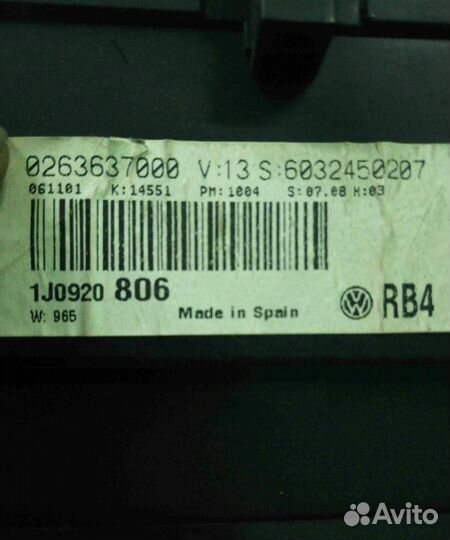 0263637000 V:13 S:6032450207
061101 K:14551 PM:1004 S:07.08 H:03
1J0920 806
W: 965 Made in Spain RB4
Avito